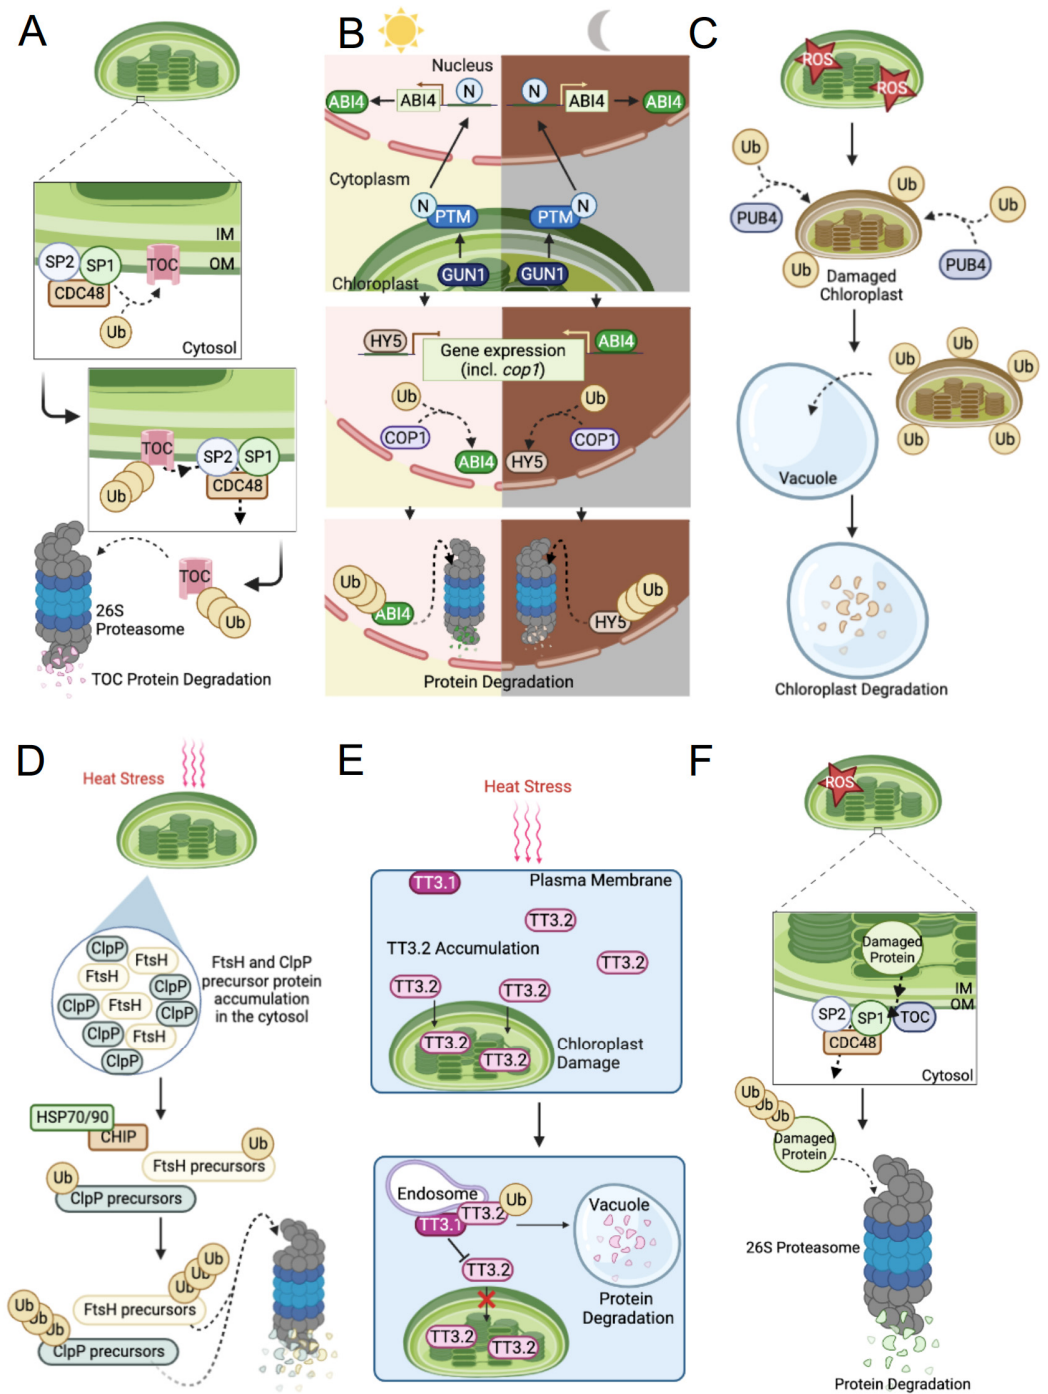 A
IM
OM
SP2
SP1
TOC
CDC48
Ub
Cytosol
TOC
SP2
SP1
CDC48
Ub
TOC
Ub
26S
Proteasome
TOC Protein Degradation
B
Nucleus
ABI4
ABI4
N
N
ABI4
ABI4
Cytoplasm
N
PTM
PTM
N
GUN1
GUN1
Chloroplast
HY5
ABI4
Gene expression
(incl. cop1)
Ub
Ub
COP1
COP1
ABI4
HY5
Ub
ABI4
Ub
HY5
Protein Degradation
C
ROS
ROS
Ub
PUB4
Ub
Ub
PUB4
Ub
Damaged
Chloroplast
Ub
Ub
Ub
Ub
Ub
Vacuole
Chloroplast Degradation
D
Heat Stress
ClpP
FtsH
FtsH
ClpP
ClpP
FtsH
ClpP
ClpP
FtsH
ClpP
FtsH and ClpP
precursor protein
accumulation
in the cytosol
HSP70/90
CHIP
Ub
FtsH precursors
Ub
ClpP precursors
Ub
Ub
Ub
FtsH precursors
Ub
Ub
Ub
ClpP precursors
E
Heat Stress
TT3.1
Plasma Membrane
TT3.2
TT3.2 Accumulation
TT3.2
TT3.2
TT3.2
TT3.2
TT3.2
Chloroplast
Damage
Endosome
Ub
TT3.2
TT3.1
Vacuole
TT3.2
Protein
Degradation
TT3.2
TT3.2
F
ROS
Damaged
Protein
IM
OM
SP2
SP1
TOC
CDC48
Cytosol
Ub
Ub
Ub
Damaged
Protein
26S Proteasome
Protein Degradation